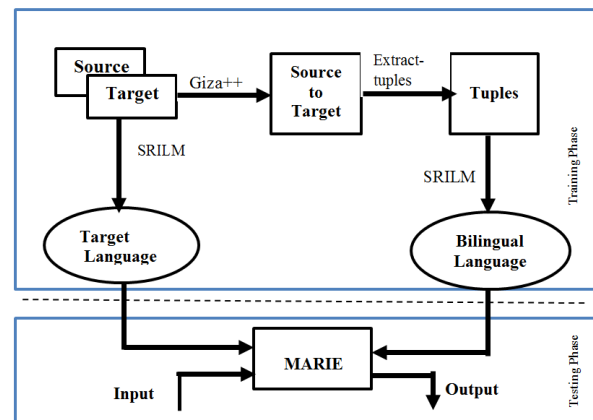 Source
Target
Giza++
Source
to
Target
Extract-
tuples
Tuples
SRILM
SRILM
Training Phase
Target
Language
Bilingual
Language
MARIE
Input
Output
Testing Phase